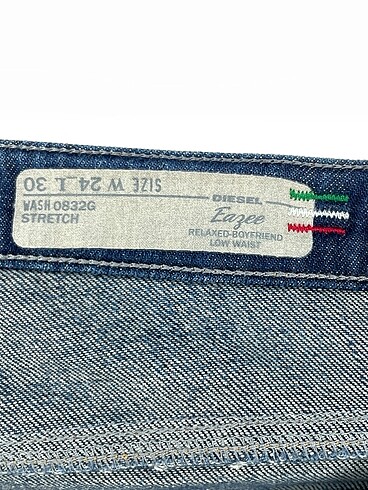 SIZE W 24 L 30
WASH 0832G
STRETCH
DIESEL
Eazee
RELAXED-BOYFRIEND
LOW WAIST